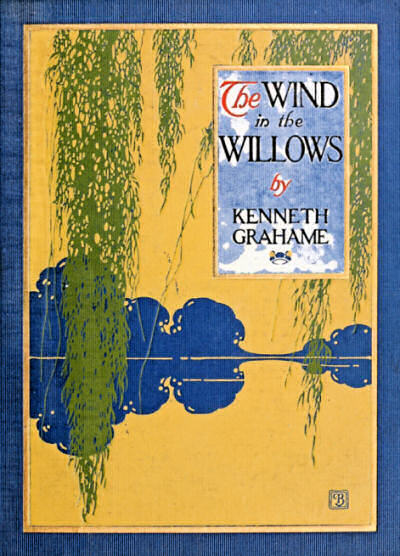 The WIND
in the
WILLOWS
by
KENNETH
GRAHAME
B